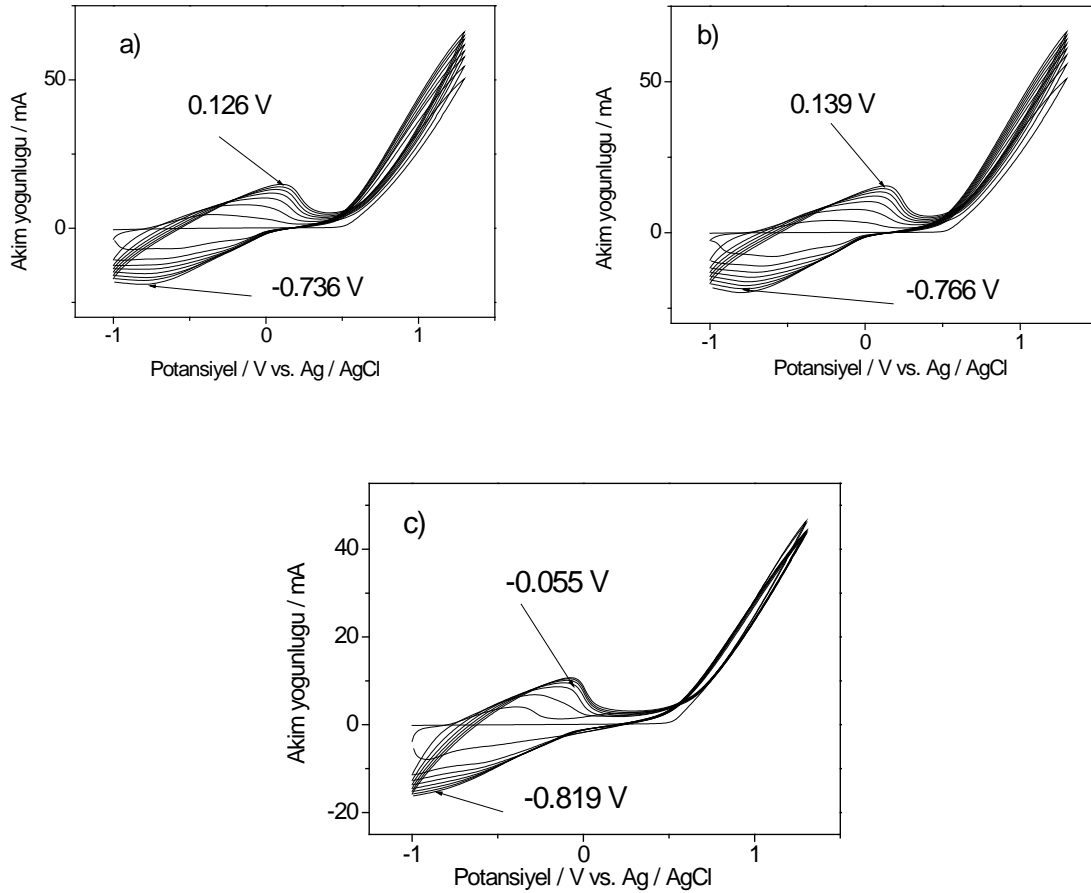 a)
Akim yogunlugu / mA
50
0
0.126 V
-0.736 V
-1 0 1
Potansiyel / V vs. Ag / AgCl
b)
Akim yogunlugu / mA
50
0
0.139 V
-0.766 V
-1 0 1
Potansiyel / V vs. Ag / AgCl
c)
Akim yogunlugu / mA
40
20
0
-20
-0.055 V
-0.819 V
-1 0 1
Potansiyel / V vs. Ag / AgCl